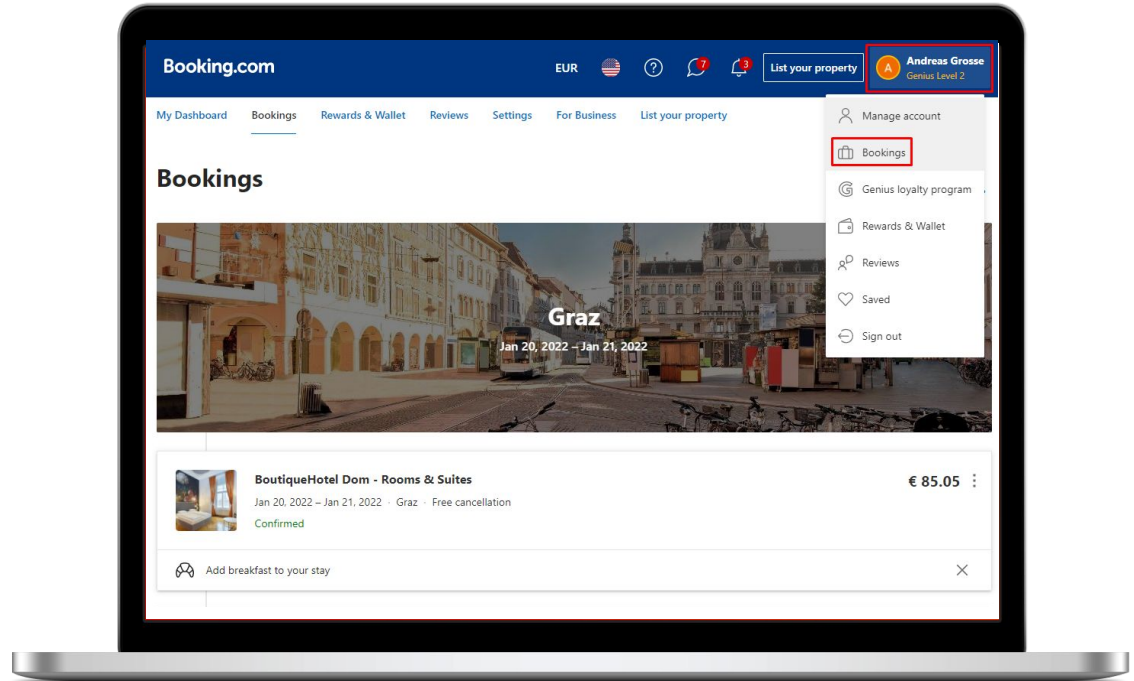 Booking.com
EUR
7
3
List your property
A
Andreas Grosse
Genius Level 2
My Dashboard
Bookings
Rewards & Wallet
Reviews
Settings
For Business
List your property
Manage account
Bookings
Genius loyalty program
Rewards & Wallet
Reviews
Saved
Sign out
Bookings
Graz
Jan 20, 2022 – Jan 21, 2022
BoutiqueHotel Dom - Rooms & Suites
€ 85.05
Jan 20, 2022 – Jan 21, 2022 · Graz · Free cancellation
Confirmed
Add breakfast to your stay